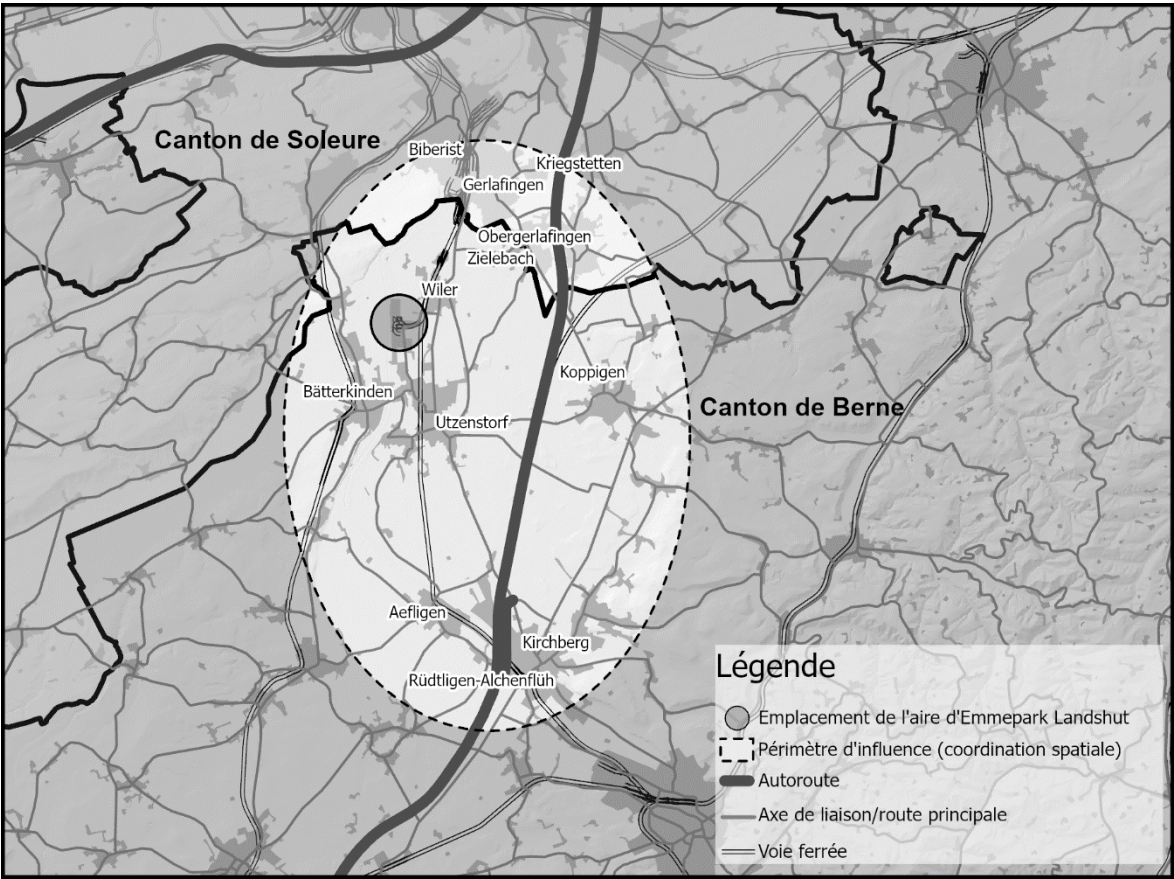 Canton de Soleure
Biberist
Kriegstetten
Gerlafingen
Obergerlafingen
Zielebach
Wiler
Koppigen
Bätterkinden
Canton de Berne
Utzenstorf
Aefligen
Kirchberg
Rüdtligen-Alchenflüh
Légende
Emplacement de l'aire d'Emmepark Landshut
Périmètre d'influence (coordination spatiale)
Autoroute
Axe de liaison/route principale
Voie ferrée